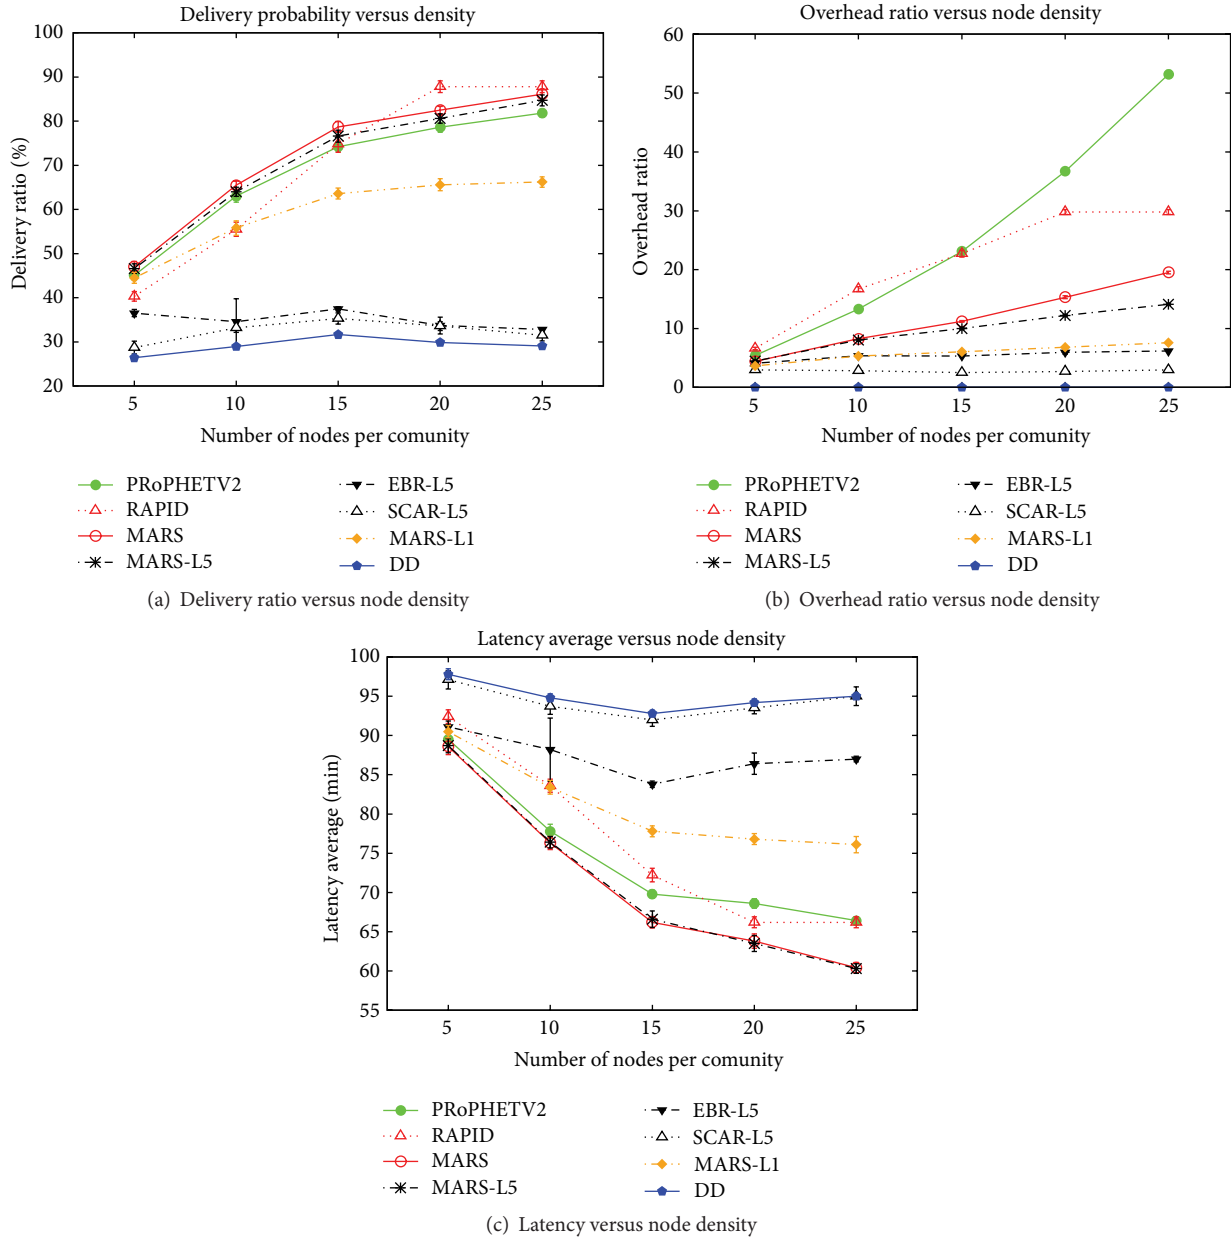 Delivery probability versus density
100
90
80
70
60
50
40
30
20
Delivery ratio (%)
5 10 15 20 25
Number of nodes per comunity
PRoPHETV2
RAPID
MARS
MARS-L5
EBR-L5
SCAR-L5
MARS-L1
DD
(a) Delivery ratio versus node density
Overhead ratio versus node density
60
50
40
30
20
10
0
Overhead ratio
5 10 15 20 25
Number of nodes per comunity
PRoPHETV2
RAPID
MARS
MARS-L5
EBR-L5
SCAR-L5
MARS-L1
DD
(b) Overhead ratio versus node density
Latency average versus node density
100
95
90
85
80
75
70
65
60
55
Latency average (min)
5 10 15 20 25
Number of nodes per comunity
PRoPHETV2
RAPID
MARS
MARS-L5
EBR-L5
SCAR-L5
MARS-L1
DD
(c) Latency versus node density